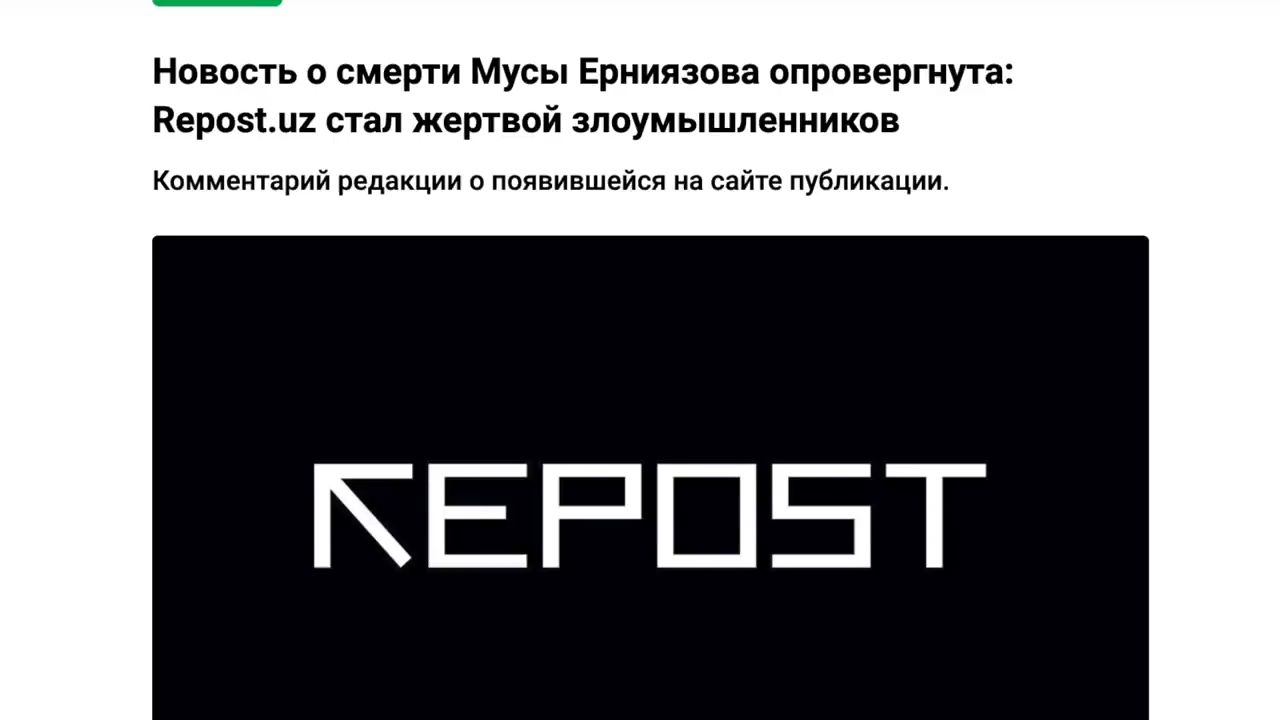 Новость о смерти Мусы Ерниязова опровергнута:
Repost.uz стал жертвой злоумышленников
Комментарий редакции о появившейся на сайте публикации.
REPOST